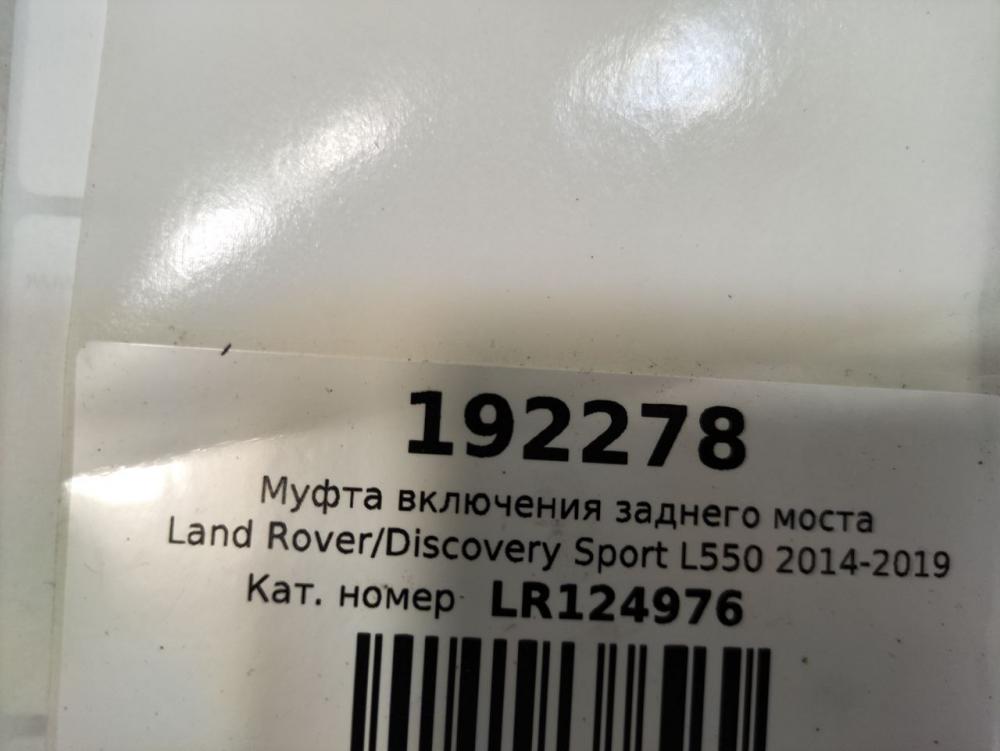 192278
Муфта включения заднего моста
Land Rover/Discovery Sport L550 2014-2019
Кат. номер LR124976